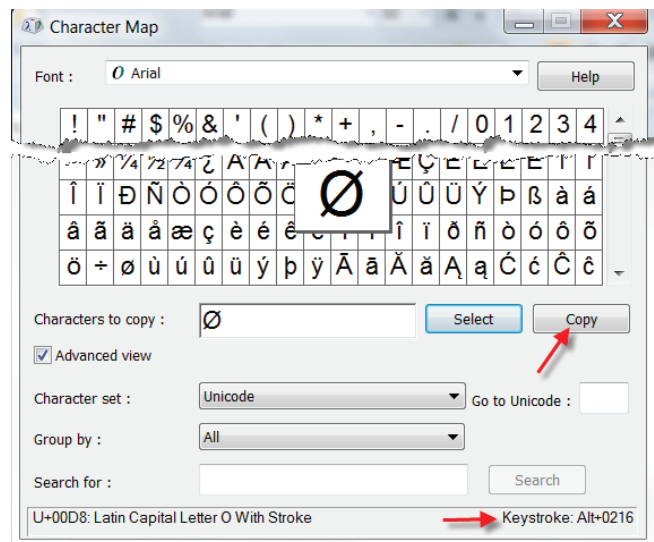 Character Map
Font : O Arial Help
! " # $ % & ' ( ) * + , - . / 0 1 2 3 4
Î Ï Ð Ñ Ò Ó Ô Õ Ö Ø Ú Û Ü Ý Þ ß à á
â ã ä å æ ç è é ê î ï ð ñ ò ó ô õ
ö ÷ ø ù ú û ü ý þ ÿ Ā ā Ă ă Ą ą Ć ć Ĉ ĉ
Characters to copy : Ø Select Copy
Advanced view
Character set : Unicode Go to Unicode :
Group by : All
Search for : Search
U+00D8: Latin Capital Letter O With Stroke Keystroke: Alt+0216